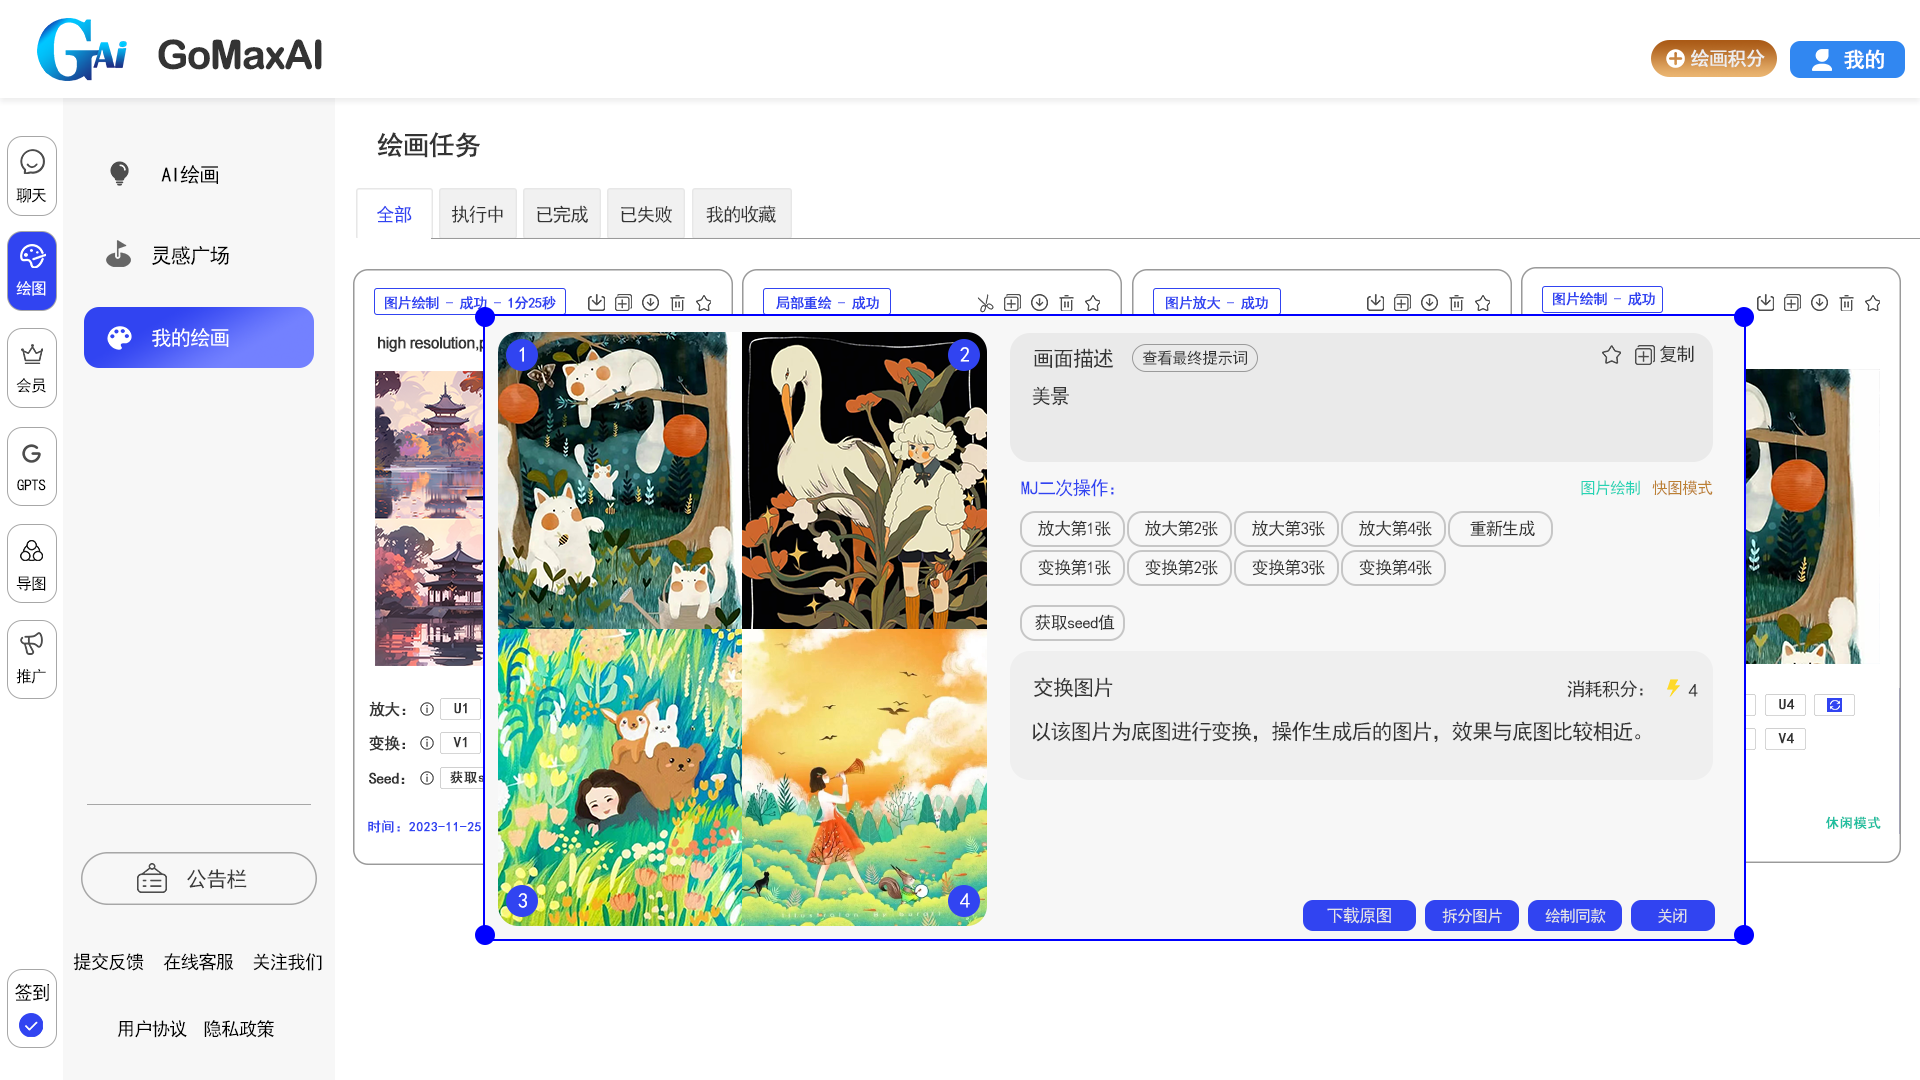 GAi GoMaxAI
绘画积分
我的
聊天
绘图
会员
GPTS
导图
推广
签到
AI绘画
灵感广场
我的绘画
公告栏
提交反馈 在线客服 关注我们
用户协议 隐私政策
绘画任务
全部 执行中 已完成 已失败 我的收藏
图片绘制 - 成功 - 1分25秒
局部重绘 - 成功
图片放大 - 成功
图片绘制 - 成功
high resolution,
放大： U1
变换： V1
Seed： 获取
时间：2023-11-25
1
2
3
4
画面描述 查看最终提示词 复制
美景
MJ二次操作： 图片绘制 快图模式
放大第1张 放大第2张 放大第3张 放大第4张 重新生成
变换第1张 变换第2张 变换第3张 变换第4张
获取seed值
交换图片 消耗积分： 4
以该图片为底图进行变换，操作生成后的图片，效果与底图比较相近。
下载原图 拆分图片 绘制同款 关闭
U4
V4
休闲模式